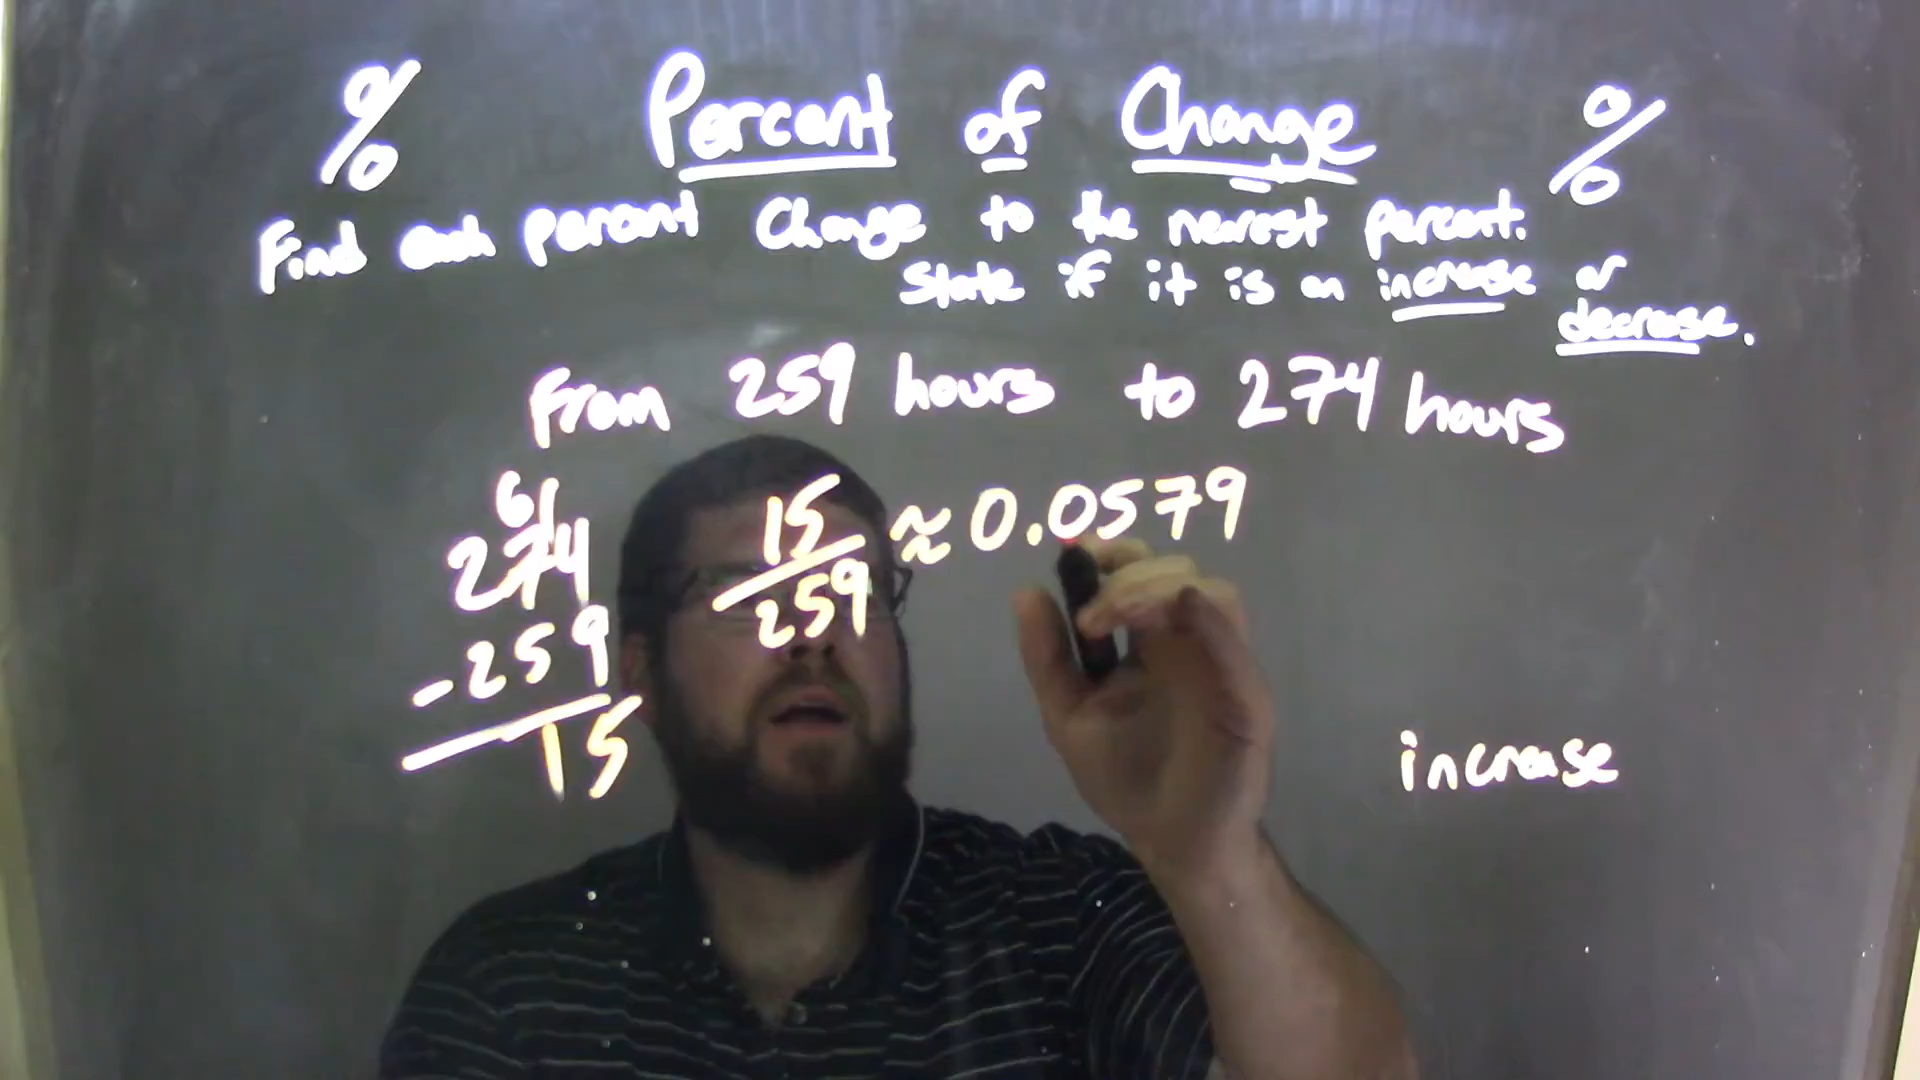 % Percent of Change %
Find each percent change to the nearest percent.
State if it is an increase or
decrease.
From 259 hours to 274 hours
6 1
274
- 259
15
15
259
≈ 0.0579
increase